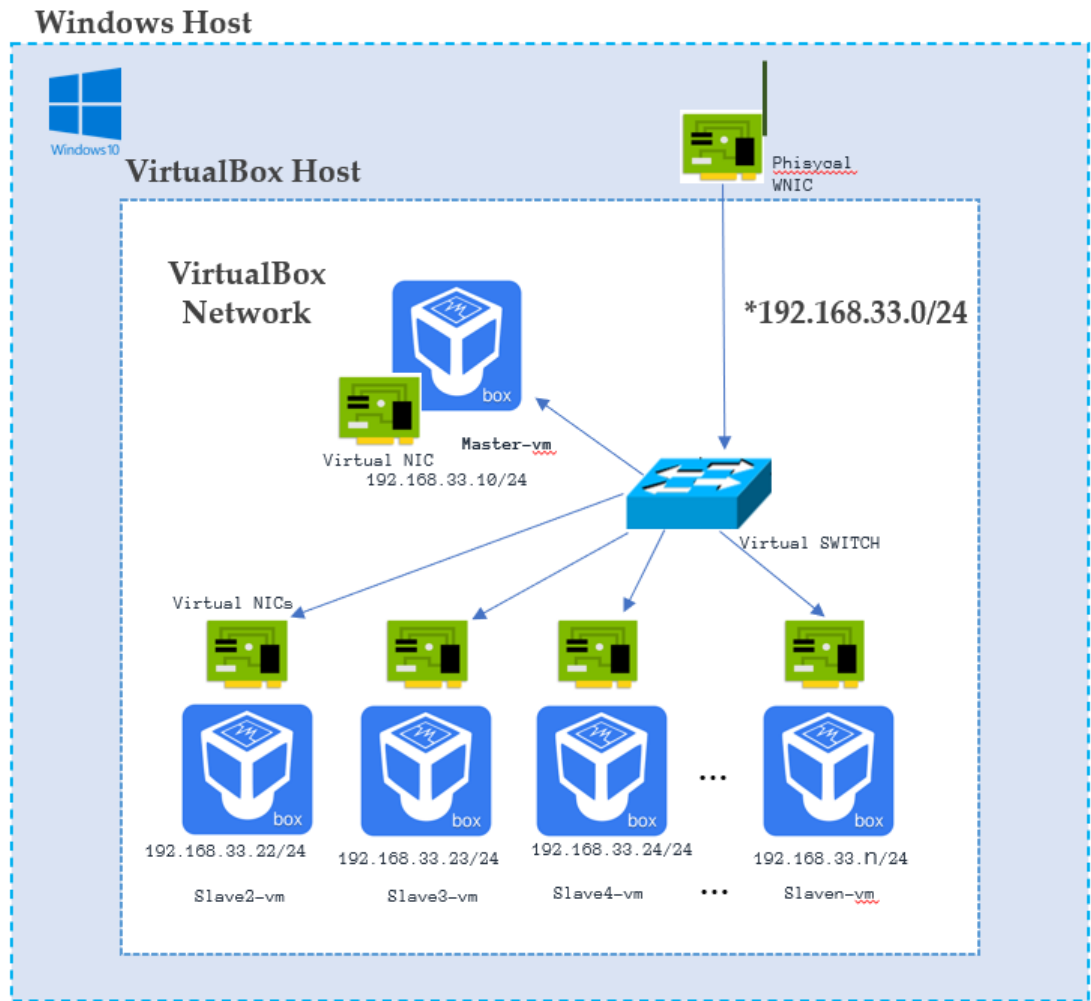 Windows Host
Windows10
VirtualBox Host
Phisycal
WNIC
VirtualBox
Network
*192.168.33.0/24
box
Master-vm
Virtual NIC
192.168.33.10/24
Virtual SWITCH
Virtual NICs
box
box
box
...
box
192.168.33.22/24
192.168.33.23/24
192.168.33.24/24
192.168.33.n/24
Slave2-vm
Slave3-vm
Slave4-vm
...
Slaven-vm